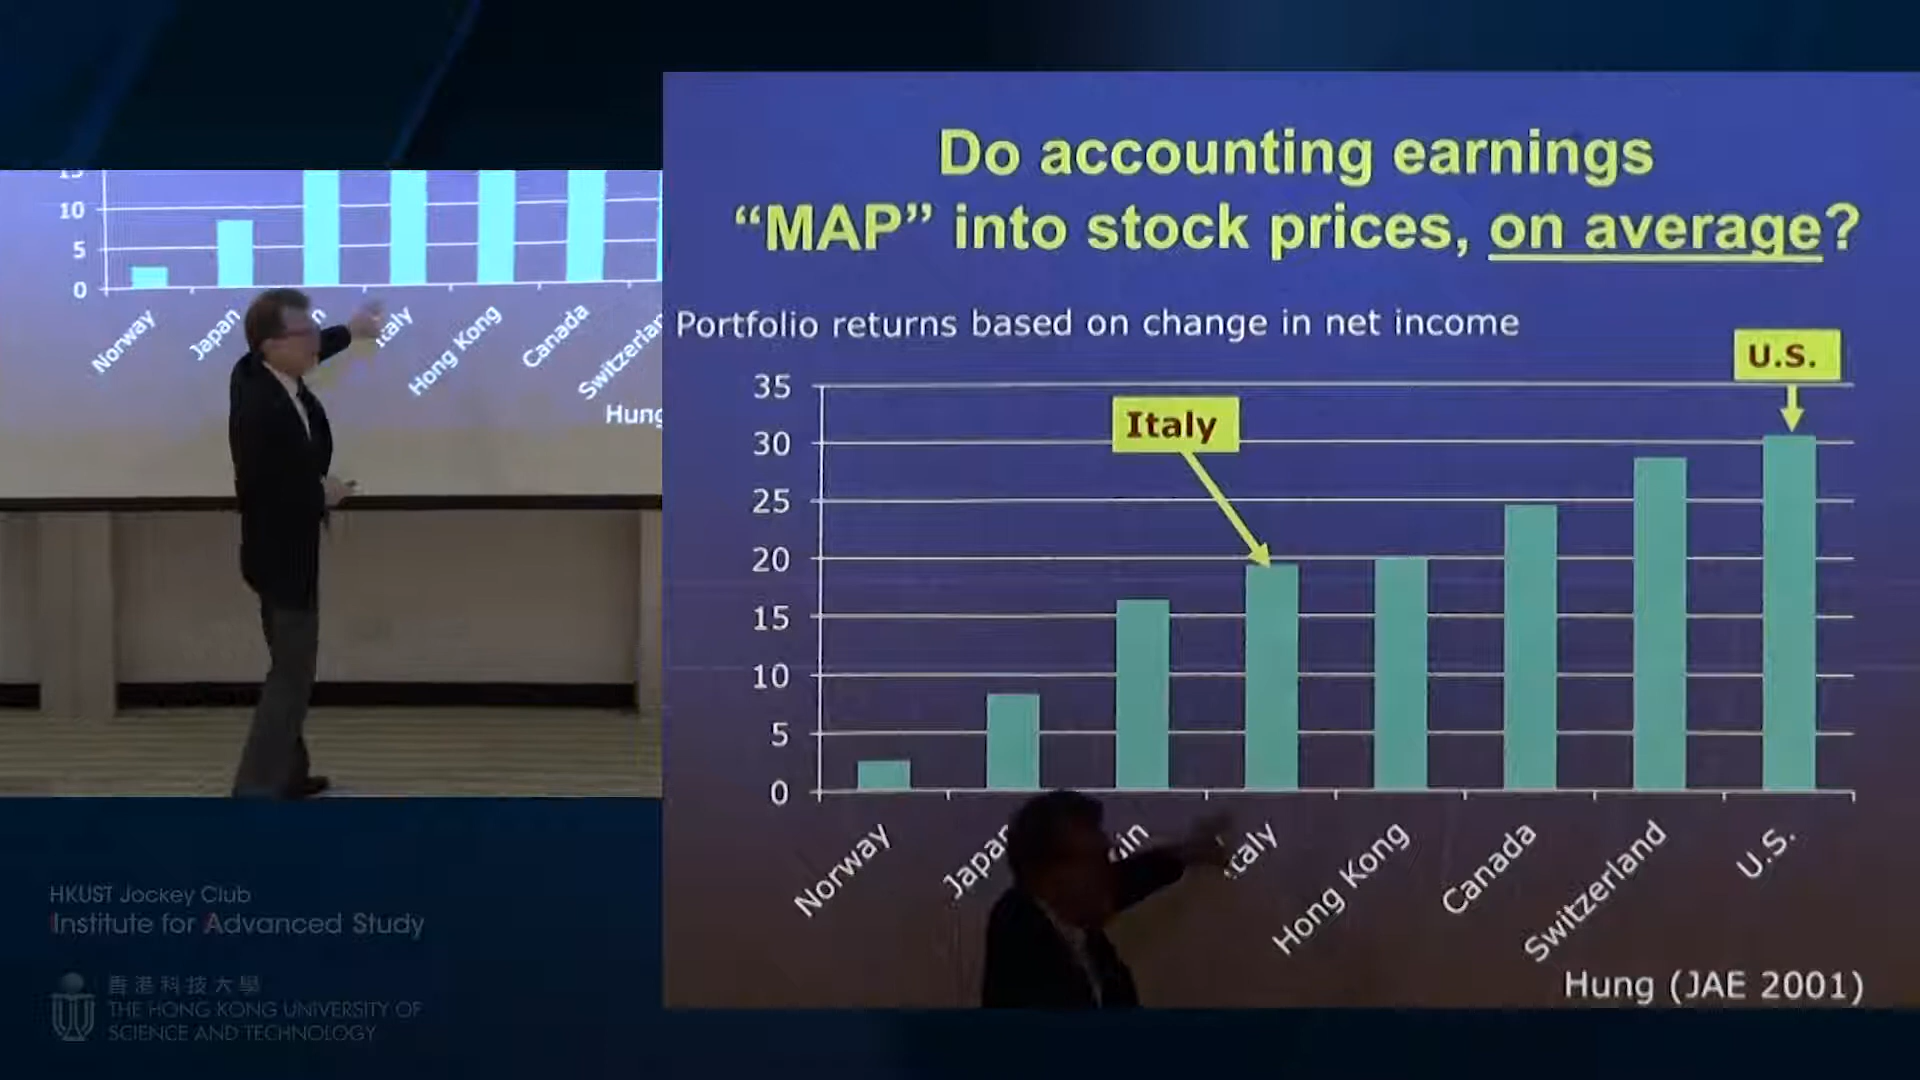 Do accounting earnings
“MAP” into stock prices, on average?
Portfolio returns based on change in net income
U.S.
Italy
35
30
25
20
15
10
5
0
Norway
Hong Kong
Canada
Switzerland
U.S.
Hung (JAE 2001)
10
5
0
Norway
Japan
Hong Kong
Canada
HKUST Jockey Club
Institute for Advanced Study
香港科技大學
THE HONG KONG UNIVERSITY OF
SCIENCE AND TECHNOLOGY